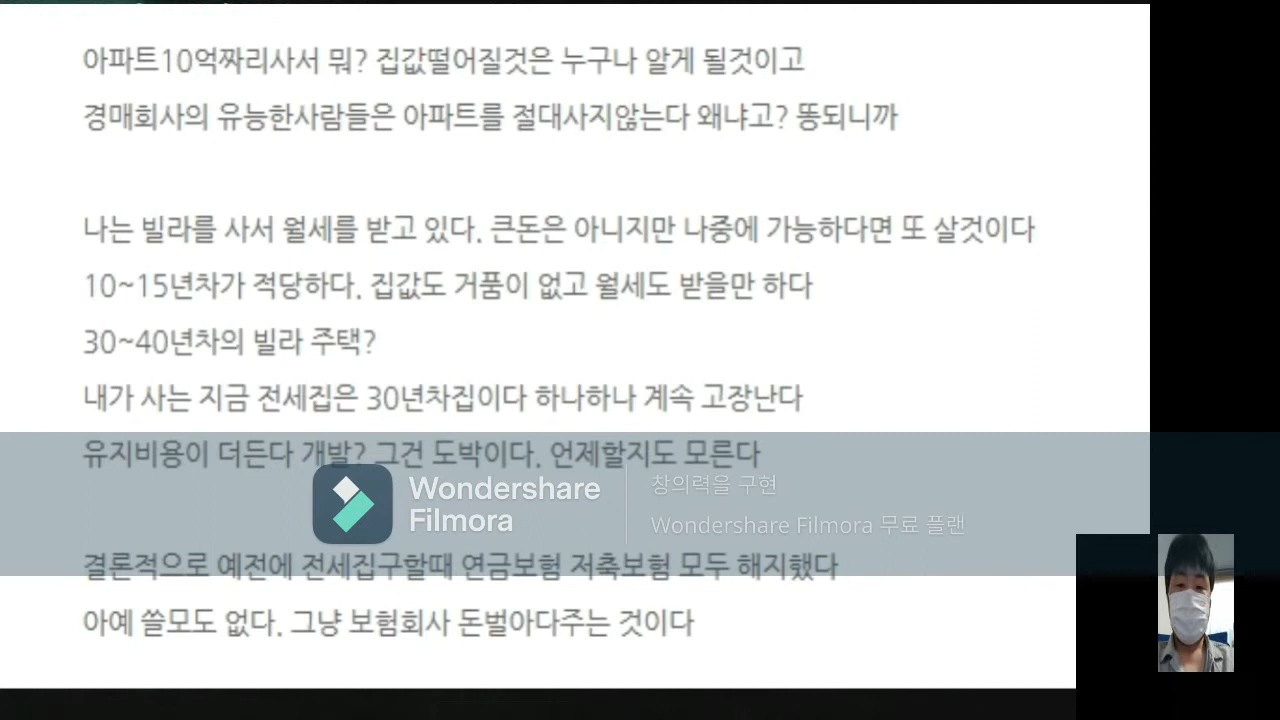 아파트10억짜리사서 뭐? 집값떨어질것은 누구나 알게 될것이고
경매회사의 유능한사람들은 아파트를 절대사지않는다 왜냐고? 똥되니까
나는 빌라를 사서 월세를 받고 있다. 큰돈은 아니지만 나중에 가능하다면 또 살것이다
10~15년차가 적당하다. 집값도 거품이 없고 월세도 받을만 하다
30~40년차의 빌라 주택?
내가 사는 지금 전세집은 30년차집이다 하나하나 계속 고장난다
유지비용이 더든다 개발? 그건 도박이다. 언제할지도 모른다
Wondershare
Filmora
창의력을 구현
Wondershare Filmora 무료 플랜
결론적으로 예전에 전세집구할때 연금보험 저축보험 모두 해지했다
아예 쓸모도 없다. 그냥 보험회사 돈벌아다주는 것이다